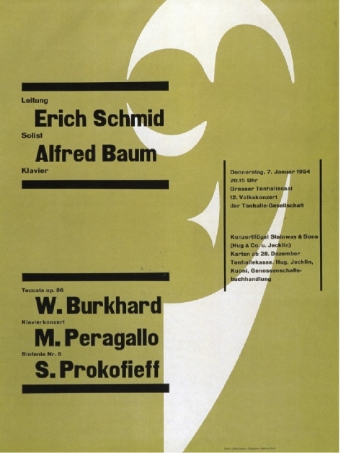 Leitung
Erich Schmid
Solist
Alfred Baum
Klavier
Donnerstag, 7. Januar 1954
20.15 Uhr
Grosser Tonhallesaal
12. Volkskonzert
der Tonhalle-Gesellschaft
Konzertflügel Steinway & Sons
(Hug & Co. u. Jecklin)
Karten ab 28. Dezember
Tonhallekasse, Hug, Jecklin,
Kuoni, Genossenschafts-
buchhandlung
Toccata op. 86
W. Burkhard
Klavierkonzert
M. Peragallo
Sinfonie Nr. 5
S. Prokofieff